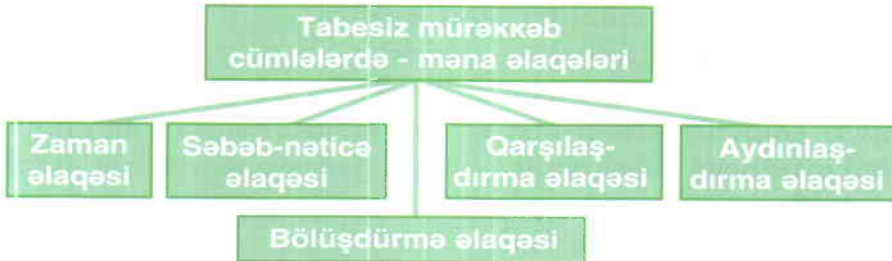 Tabesiz mürəkkəb
cümlələrdə - məna əlaqələri
Zaman
əlaqəsi
Səbəb-nəticə
əlaqəsi
Qarşılaş-
dırma əlaqəsi
Aydınlaş-
dırma əlaqəsi
Bölüşdürmə əlaqəsi